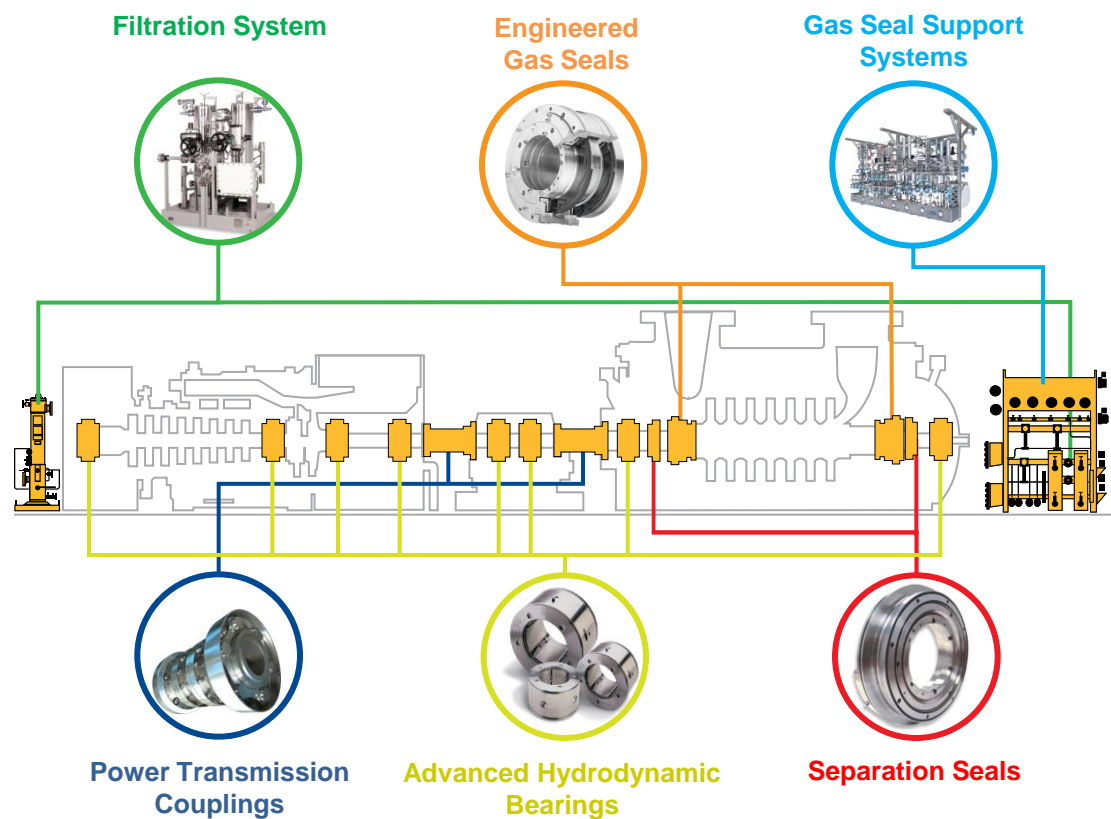 Filtration System
Engineered
Gas Seals
Gas Seal Support
Systems
Power Transmission
Couplings
Advanced Hydrodynamic
Bearings
Separation Seals